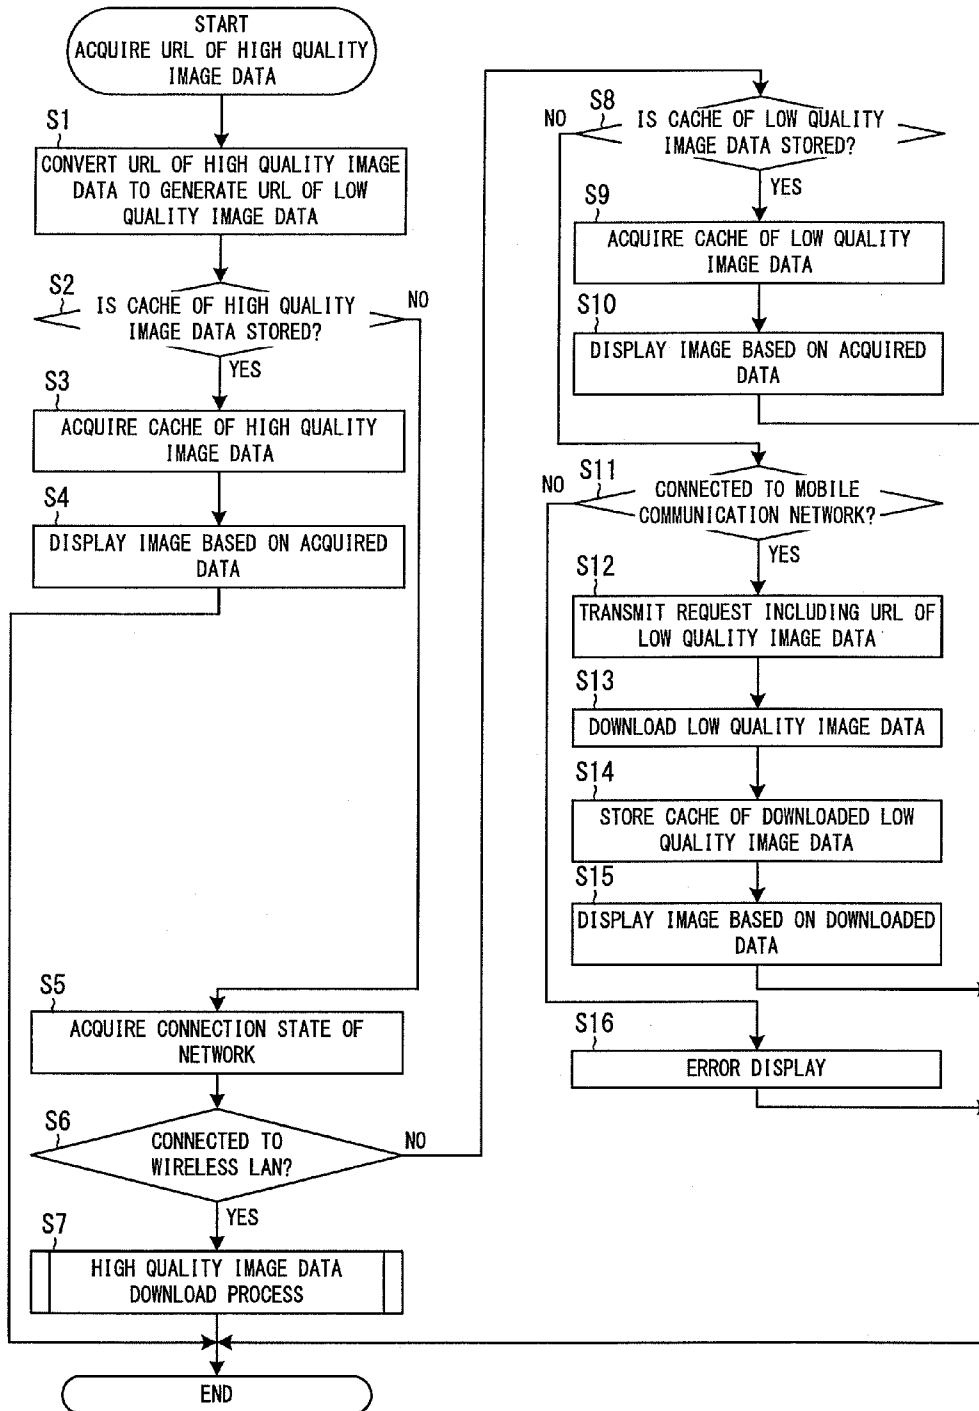 START
ACQUIRE URL OF HIGH QUALITY
IMAGE DATA
S1
CONVERT URL OF HIGH QUALITY IMAGE
DATA TO GENERATE URL OF LOW
QUALITY IMAGE DATA
S2
IS CACHE OF HIGH QUALITY
IMAGE DATA STORED?
NO
YES
S3
ACQUIRE CACHE OF HIGH QUALITY
IMAGE DATA
S4
DISPLAY IMAGE BASED ON ACQUIRED
DATA
S5
ACQUIRE CONNECTION STATE OF
NETWORK
S6
CONNECTED TO
WIRELESS LAN?
NO
YES
S7
HIGH QUALITY IMAGE DATA
DOWNLOAD PROCESS
END
S8
NO
IS CACHE OF LOW QUALITY
IMAGE DATA STORED?
YES
S9
ACQUIRE CACHE OF LOW QUALITY
IMAGE DATA
S10
DISPLAY IMAGE BASED ON ACQUIRED
DATA
S11
NO
CONNECTED TO MOBILE
COMMUNICATION NETWORK?
YES
S12
TRANSMIT REQUEST INCLUDING URL OF
LOW QUALITY IMAGE DATA
S13
DOWNLOAD LOW QUALITY IMAGE DATA
S14
STORE CACHE OF DOWNLOADED LOW
QUALITY IMAGE DATA
S15
DISPLAY IMAGE BASED ON DOWNLOADED
DATA
S16
ERROR DISPLAY